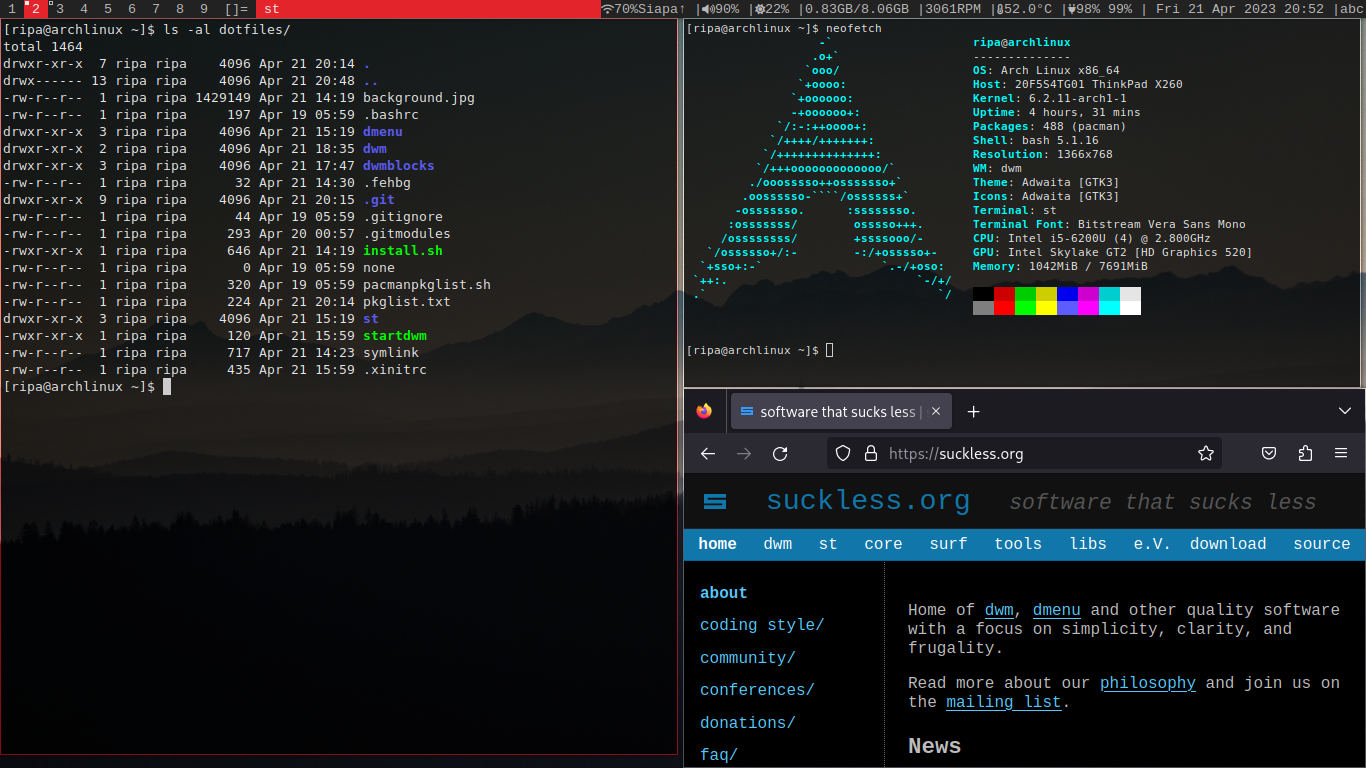 1 2 3 4 5 6 7 8 9 []= st 70%Siapa↑ | 90% | 22% |0.83GB/8.06GB |3061RPM | 52.0°C | 98% 99% | Fri 21 Apr 2023 20:52 |abc
[ripa@archlinux ~]$ ls -al dotfiles/
total 1464
drwxr-xr-x  7 ripa ripa    4096 Apr 21 20:14 .
drwx------ 13 ripa ripa    4096 Apr 21 20:48 ..
-rw-r--r--  1 ripa ripa 1429149 Apr 21 14:19 background.jpg
-rw-r--r--  1 ripa ripa     197 Apr 19 05:59 .bashrc
drwxr-xr-x  3 ripa ripa    4096 Apr 21 15:19 dmenu
drwxr-xr-x  2 ripa ripa    4096 Apr 21 18:35 dwm
drwxr-xr-x  3 ripa ripa    4096 Apr 21 17:47 dwmblocks
-rw-r--r--  1 ripa ripa      32 Apr 21 14:30 .fehbg
drwxr-xr-x  9 ripa ripa    4096 Apr 21 20:15 .git
-rw-r--r--  1 ripa ripa      44 Apr 19 05:59 .gitignore
-rw-r--r--  1 ripa ripa     293 Apr 20 00:57 .gitmodules
-rwxr-xr-x  1 ripa ripa     646 Apr 21 14:19 install.sh
-rw-r--r--  1 ripa ripa       0 Apr 19 05:59 none
-rw-r--r--  1 ripa ripa     320 Apr 19 05:59 pacmanpkglist.sh
-rw-r--r--  1 ripa ripa     224 Apr 21 20:14 pkglist.txt
drwxr-xr-x  3 ripa ripa    4096 Apr 21 15:19 st
-rwxr-xr-x  1 ripa ripa     120 Apr 21 15:59 startdwm
-rw-r--r--  1 ripa ripa     717 Apr 21 14:23 symlink
-rw-r--r--  1 ripa ripa     435 Apr 21 15:59 .xinitrc
[ripa@archlinux ~]$
[ripa@archlinux ~]$ neofetch
ripa@archlinux
--------------
OS: Arch Linux x86_64
Host: 20F5S4TG01 ThinkPad X260
Kernel: 6.2.11-arch1-1
Uptime: 4 hours, 31 mins
Packages: 488 (pacman)
Shell: bash 5.1.16
Resolution: 1366x768
WM: dwm
Theme: Adwaita [GTK3]
Icons: Adwaita [GTK3]
Terminal: st
Terminal Font: Bitstream Vera Sans Mono
CPU: Intel i5-6200U (4) @ 2.800GHz
GPU: Intel Skylake GT2 [HD Graphics 520]
Memory: 1042MiB / 7691MiB
[ripa@archlinux ~]$
software that sucks less |
https://suckless.org
suckless.org software that sucks less
home dwm st core surf tools libs e.V. download source
about
coding style/
community/
conferences/
donations/
faq/
Home of dwm, dmenu and other quality software
with a focus on simplicity, clarity, and
frugality.
Read more about our philosophy and join us on
the mailing list.
News